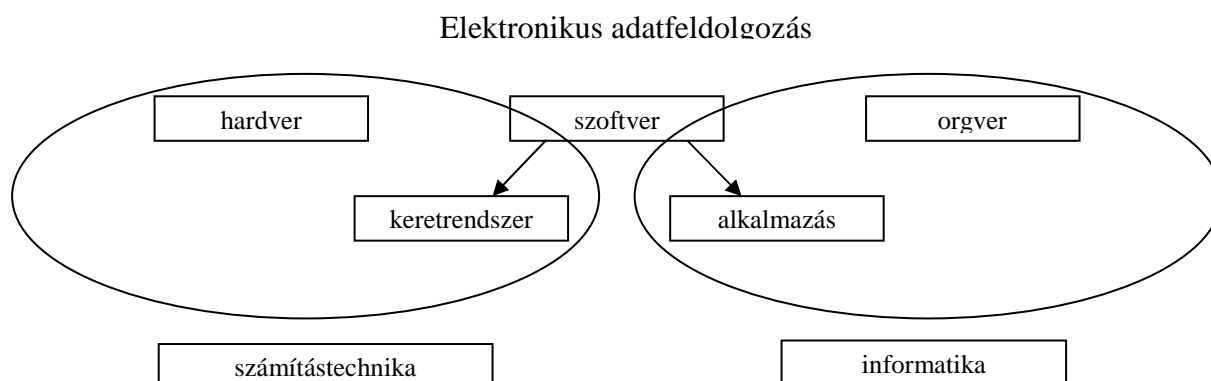 Elektronikus adatfeldolgozás
hardver
szoftver
orgver
keretrendszer
alkalmazás
számítástechnika
informatika